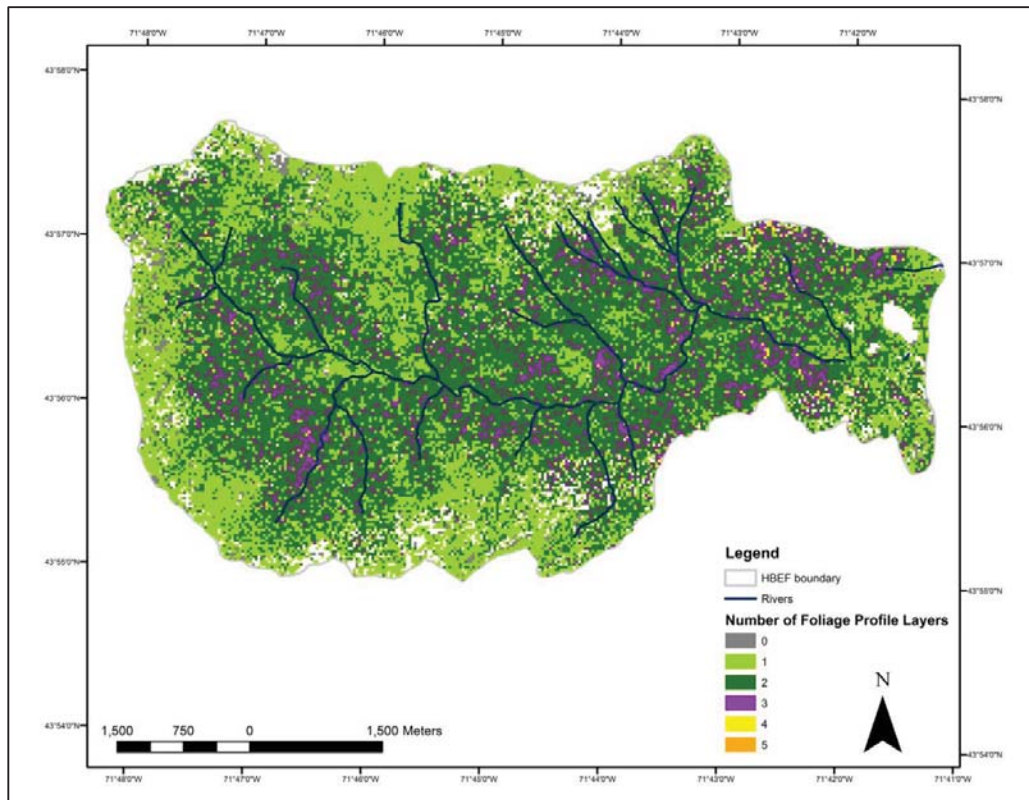 71°48'0"W 71°47'0"W 71°46'0"W 71°45'0"W 71°44'0"W 71°43'0"W 71°42'0"W
43°58'0"N
43°58'0"N
43°57'0"N
43°57'0"N
43°56'0"N
43°56'0"N
43°55'0"N
43°55'0"N
43°54'0"N
43°54'0"N
Legend
HBEF boundary
Rivers
Number of Foliage Profile Layers
0
1
2
3
4
5
N
1,500 750 0 1,500 Meters
71°48'0"W 71°47'0"W 71°46'0"W 71°45'0"W 71°44'0"W 71°43'0"W 71°42'0"W 71°41'0"W